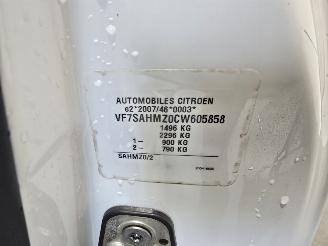 AUTOMOBILES CITROEN
e2*2007/46*0003*
VF7SAHMZ0CW605858
1496 KG
2296 KG
1- 900 KG
2- 790 KG
SAHMZ0/2